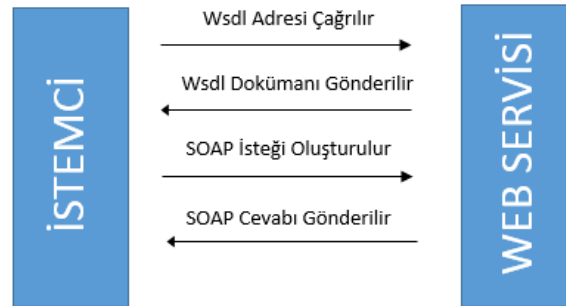 İSTEMCİ
Wsdl Adresi Çağrılır
Wsdl Dokümanı Gönderilir
SOAP İsteği Oluşturulur
SOAP Cevabı Gönderilir
WEB SERVİSİ